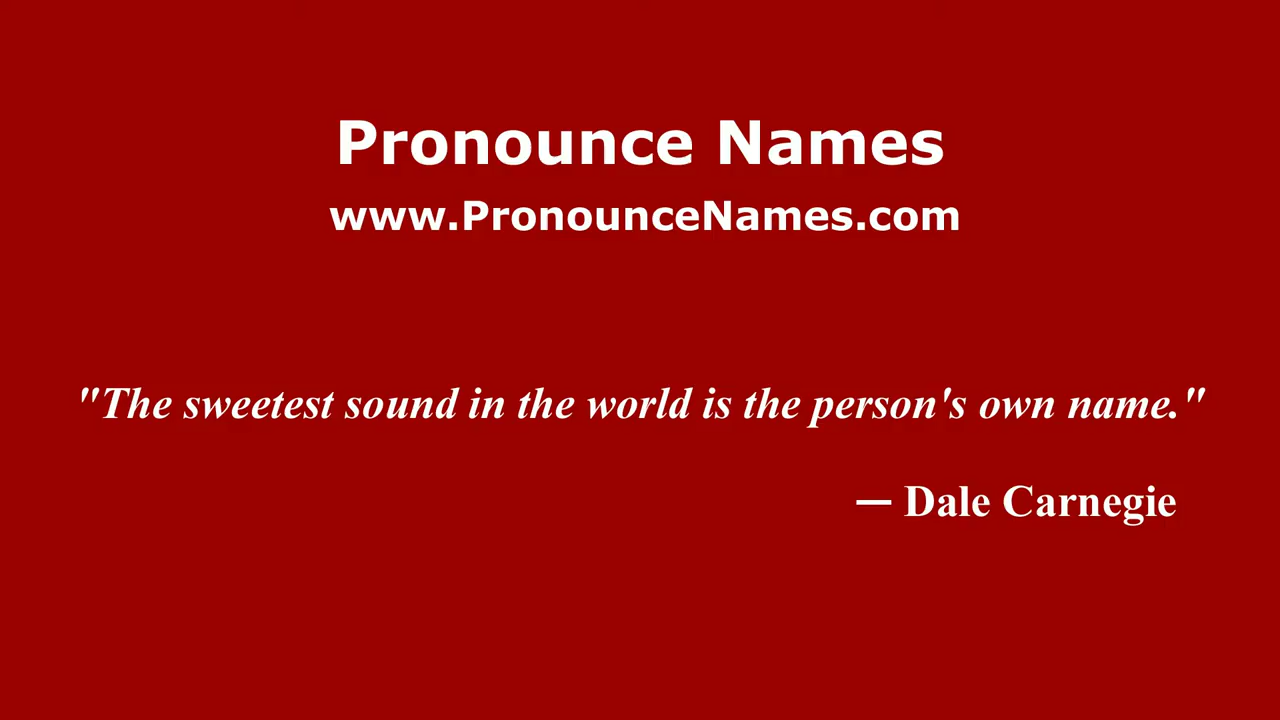 Pronounce Names
www.PronounceNames.com
"The sweetest sound in the world is the person's own name."
— Dale Carnegie